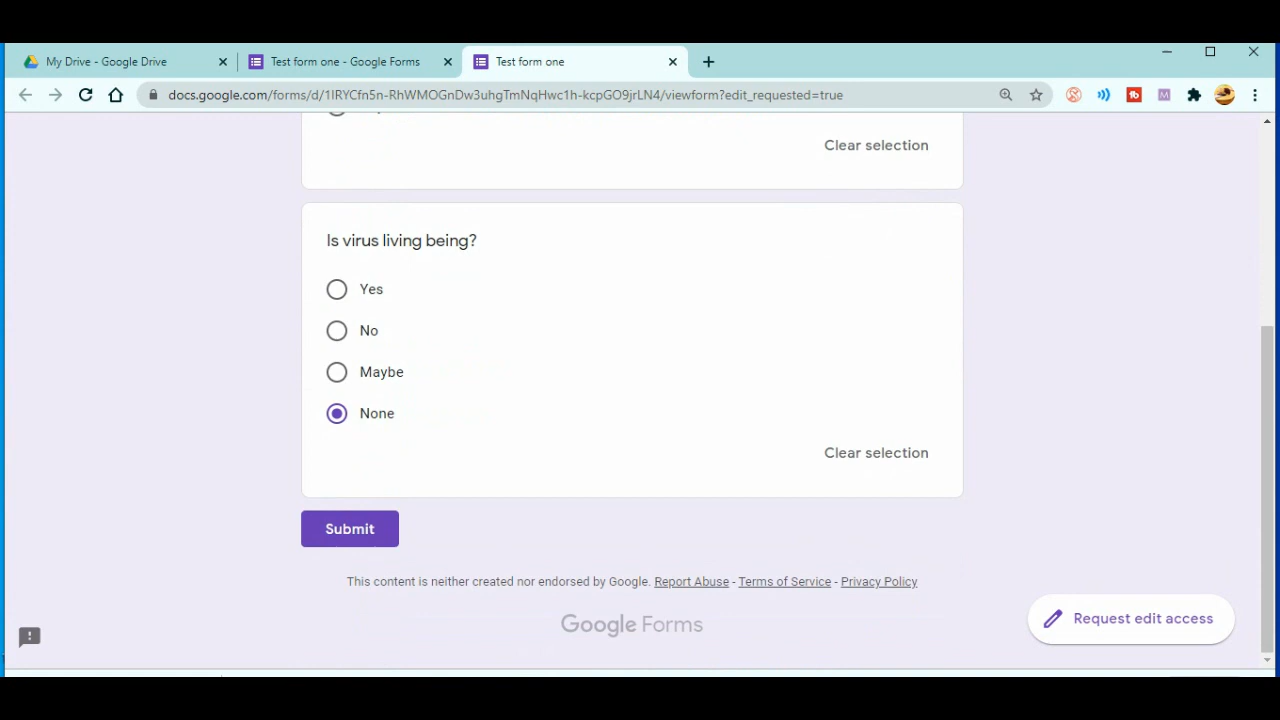 My Drive - Google Drive
Test form one - Google Forms
Test form one
docs.google.com/forms/d/1IRYCfn5n-RhWMOGnDw3uhgTmNqHwc1h-kcpGO9jrLN4/viewform?edit_requested=true
Clear selection
Is virus living being?
Yes
No
Maybe
None
Clear selection
Submit
This content is neither created nor endorsed by Google. Report Abuse - Terms of Service - Privacy Policy
Google Forms
Request edit access